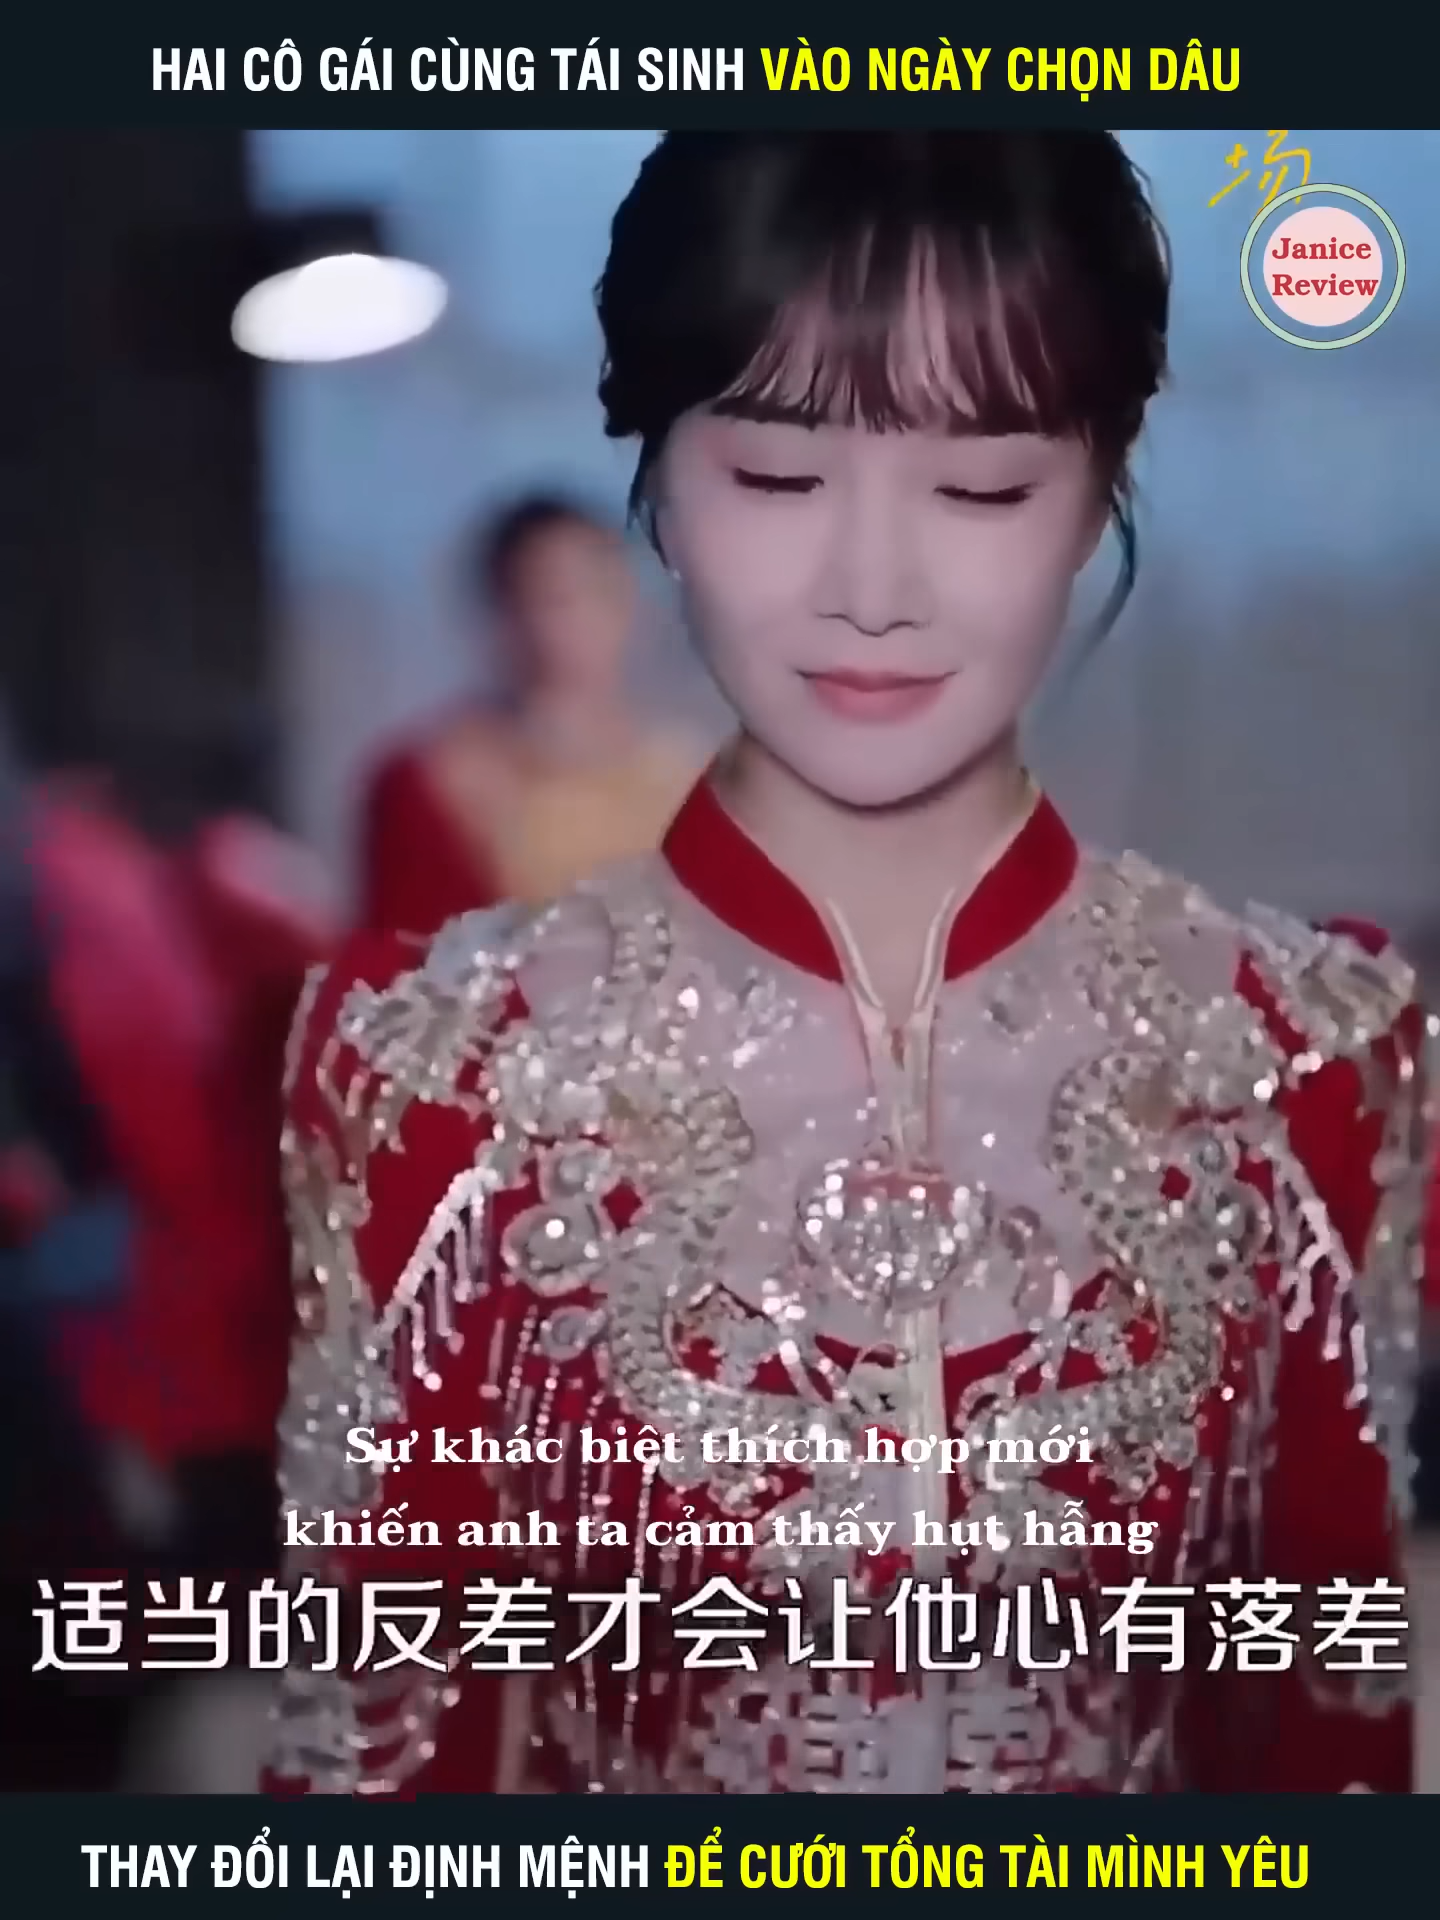 HAI CÔ GÁI CÙNG TÁI SINH VÀO NGÀY CHỌN DÂU
场
Janice
Review
Sự khác biệt thích hợp mới
khiến anh ta cảm thấy hụt hẫng
适当的反差才会让他心有落差
THAY ĐỔI LẠI ĐỊNH MỆNH ĐỂ CƯỚI TỔNG TÀI MÌNH YÊU